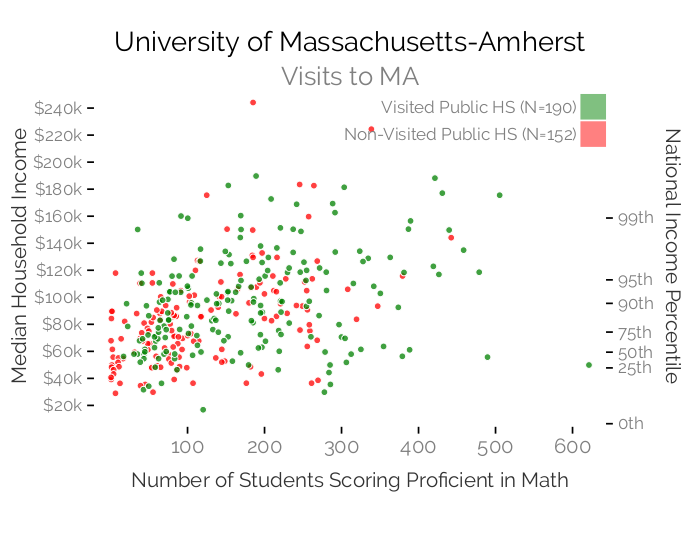 University of Massachusetts-Amherst
Visits to MA
Visited Public HS (N=190)
Non-Visited Public HS (N=152)
Median Household Income
$240k
$220k
$200k
$180k
$160k
$140k
$120k
$100k
$80k
$60k
$40k
$20k
National Income Percentile
99th
95th
90th
75th
50th
25th
0th
100 200 300 400 500 600
Number of Students Scoring Proficient in Math